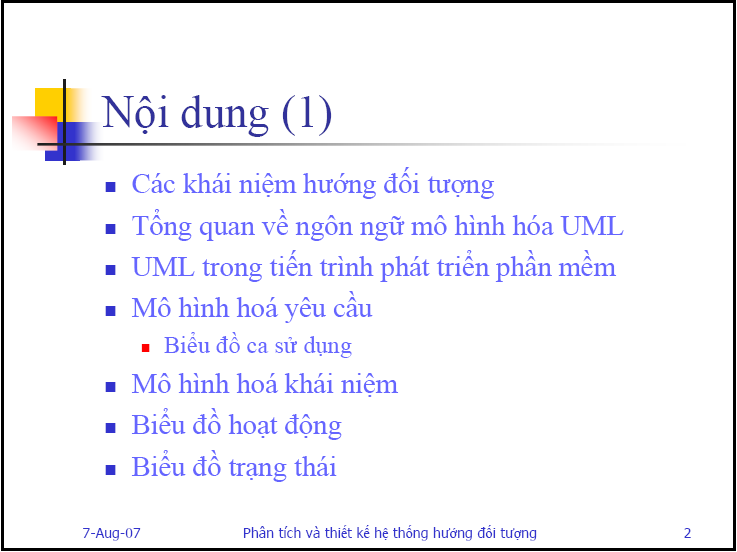 Nội dung (1)
Các khái niệm hướng đối tượng
Tổng quan về ngôn ngữ mô hình hóa UML
UML trong tiến trình phát triển phần mềm
Mô hình hoá yêu cầu
Biểu đồ ca sử dụng
Mô hình hoá khái niệm
Biểu đồ hoạt động
Biểu đồ trạng thái
7-Aug-07 Phân tích và thiết kế hệ thống hướng đối tượng 2